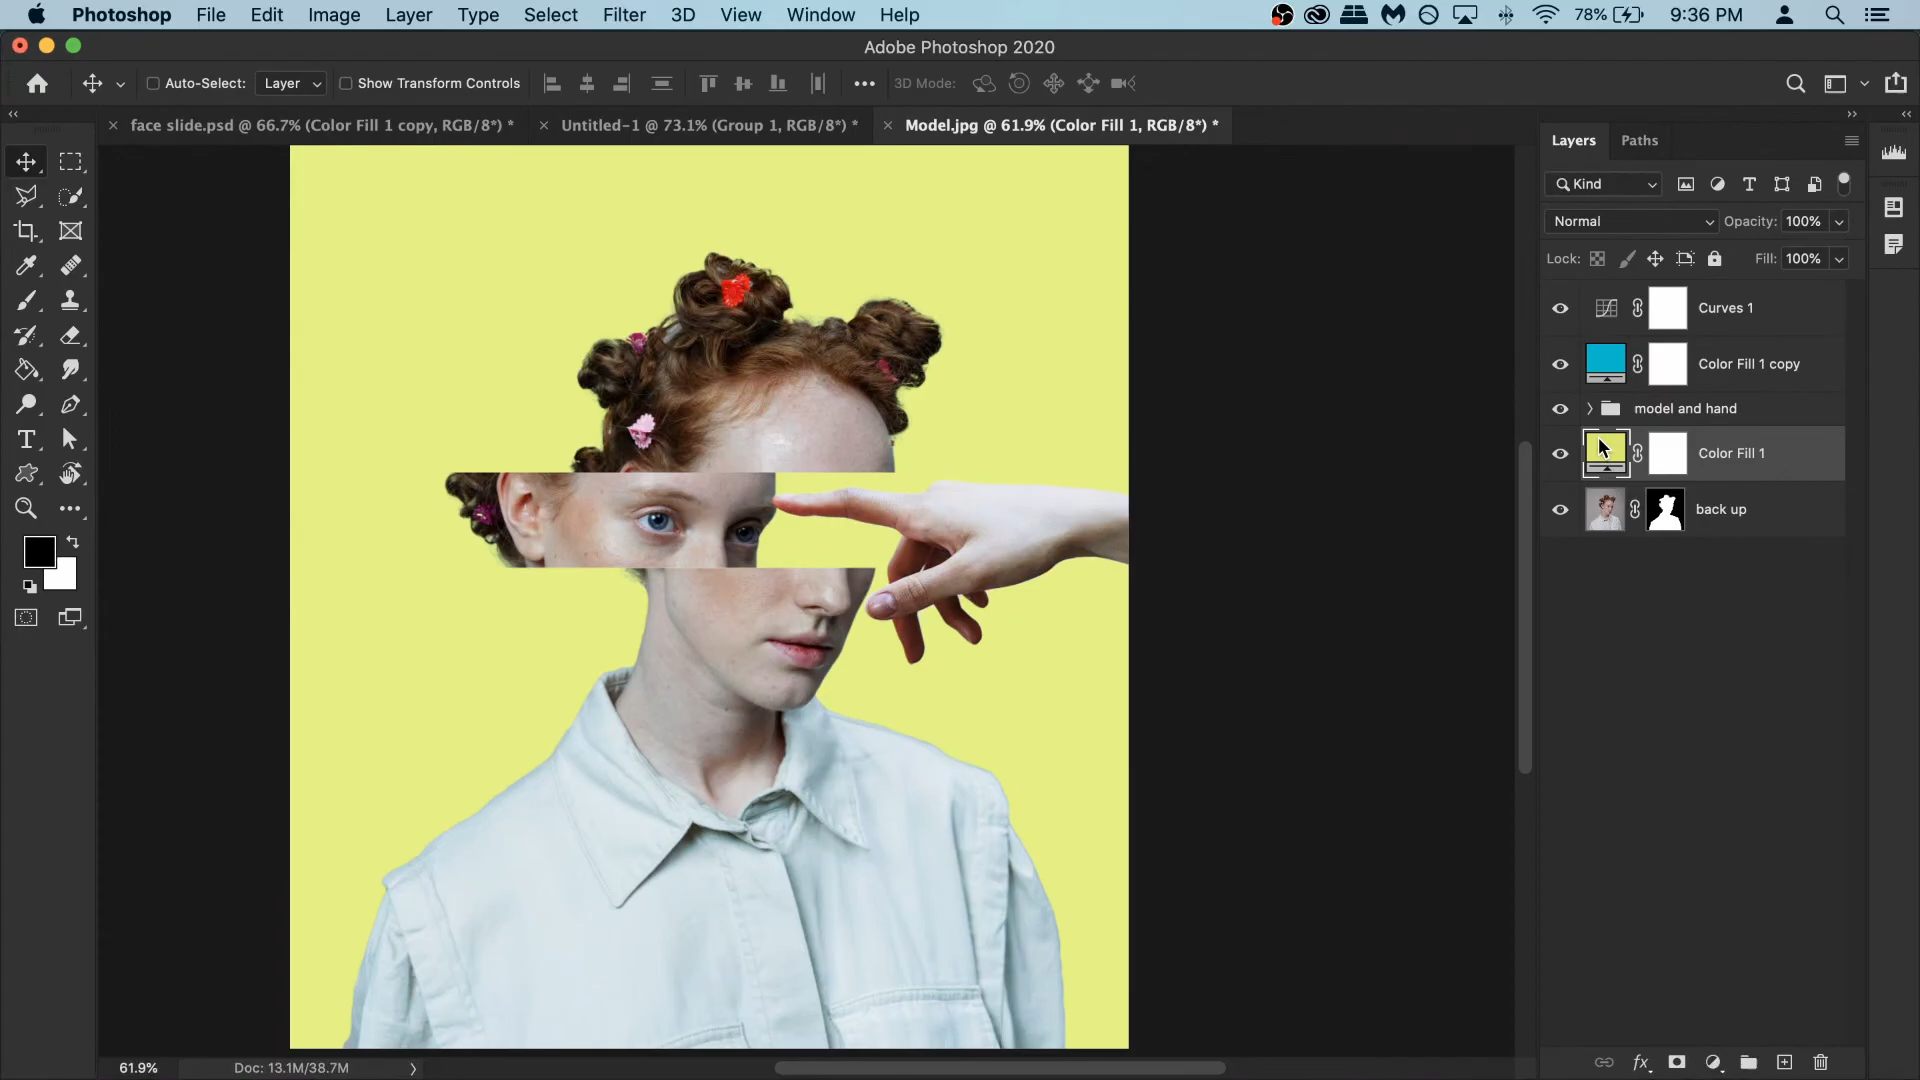 Photoshop File Edit Image Layer Type Select Filter 3D View Window Help 78% 9:36 PM
Adobe Photoshop 2020
Auto-Select: Layer Show Transform Controls 3D Mode:
face slide.psd @ 66.7% (Color Fill 1 copy, RGB/8*) * Untitled-1 @ 73.1% (Group 1, RGB/8*) * Model.jpg @ 61.9% (Color Fill 1, RGB/8*) *
Layers Paths
Kind
Normal Opacity: 100%
Lock: Fill: 100%
Curves 1
Color Fill 1 copy
model and hand
Color Fill 1
back up
61.9% Doc: 13.1M/38.7M